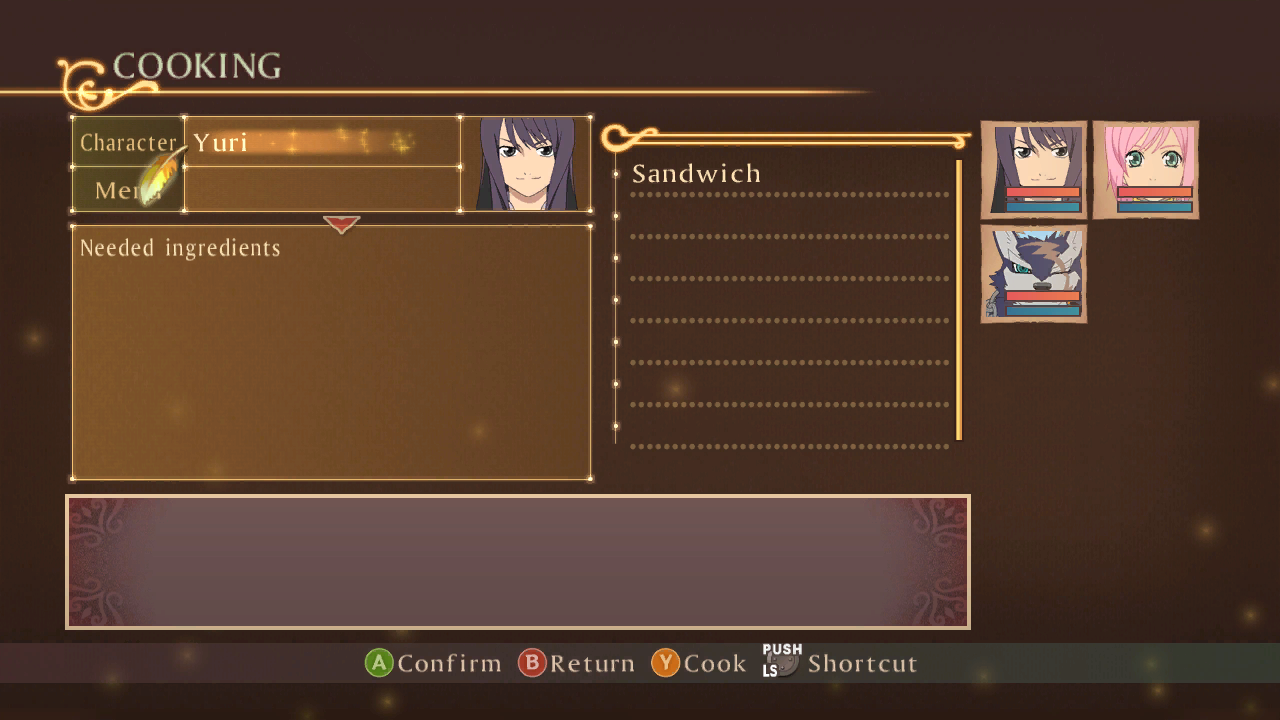 COOKING
Character Yuri
Needed ingredients
Sandwich
A Confirm B Return Y Cook PUSH LS Shortcut